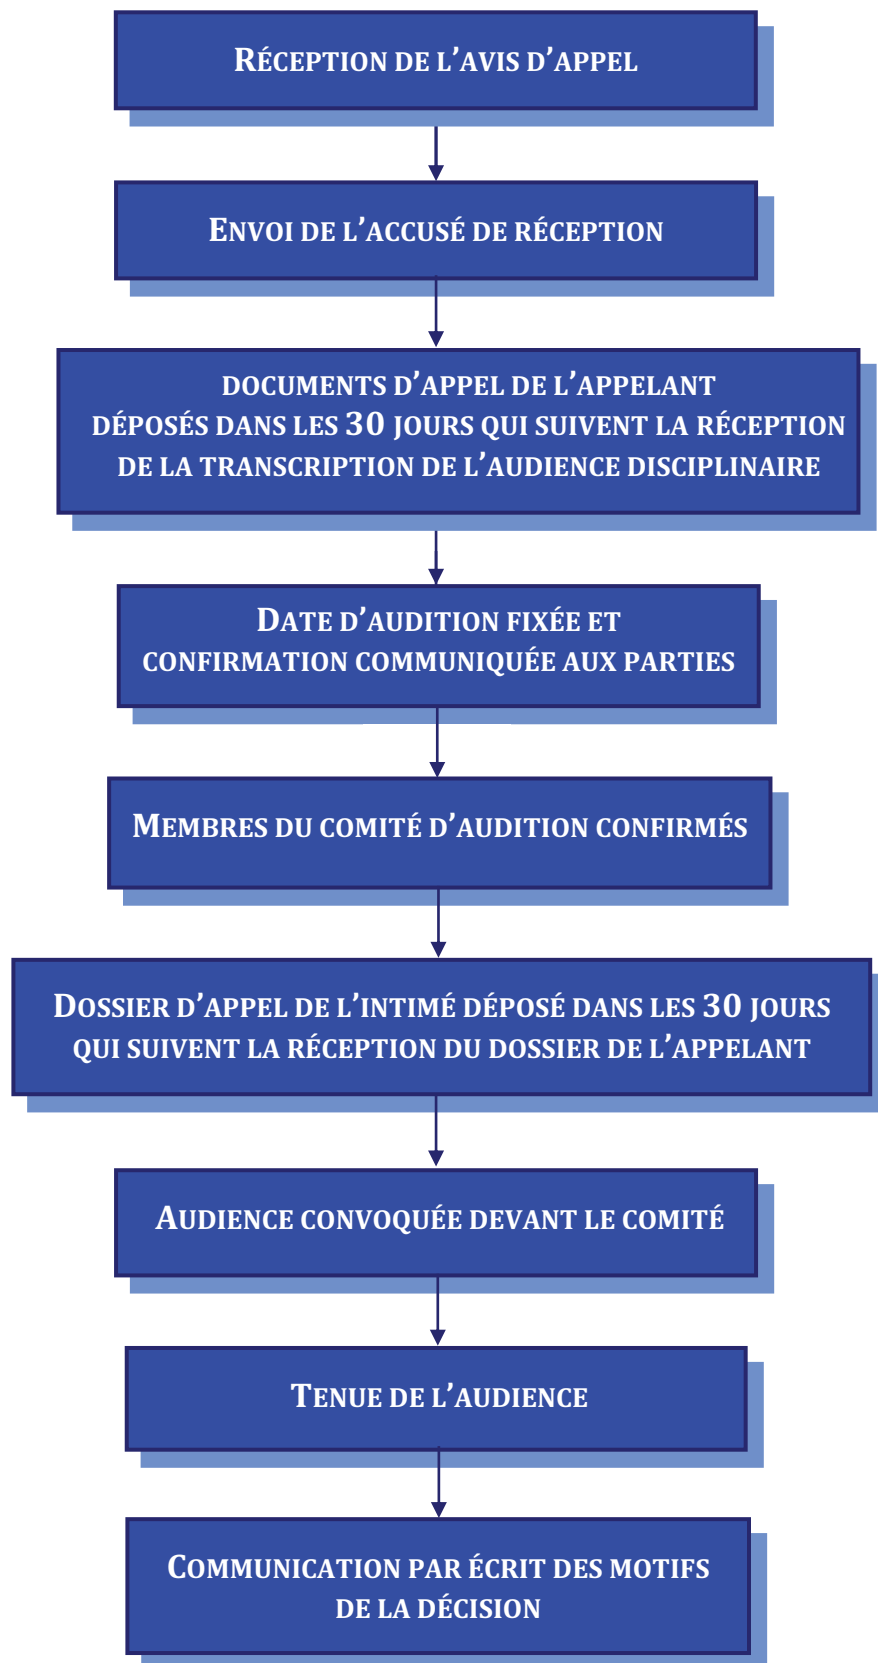 RÉCEPTION DE L’AVIS D’APPEL
ENVOI DE L’ACCUSÉ DE RÉCEPTION
DOCUMENTS D’APPEL DE L’APPELANT
DÉPOSÉS DANS LES 30 JOURS QUI SUIVENT LA RÉCEPTION
DE LA TRANSCRIPTION DE L’AUDIENCE DISCIPLINAIRE
DATE D’AUDITION FIXÉE ET
CONFIRMATION COMMUNIQUÉE AUX PARTIES
MEMBRES DU COMITÉ D’AUDITION CONFIRMÉS
DOSSIER D’APPEL DE L’INTIMÉ DÉPOSÉ DANS LES 30 JOURS
QUI SUIVENT LA RÉCEPTION DU DOSSIER DE L’APPELANT
AUDIENCE CONVOQUÉE DEVANT LE COMITÉ
TENUE DE L’AUDIENCE
COMMUNICATION PAR ÉCRIT DES MOTIFS
DE LA DÉCISION